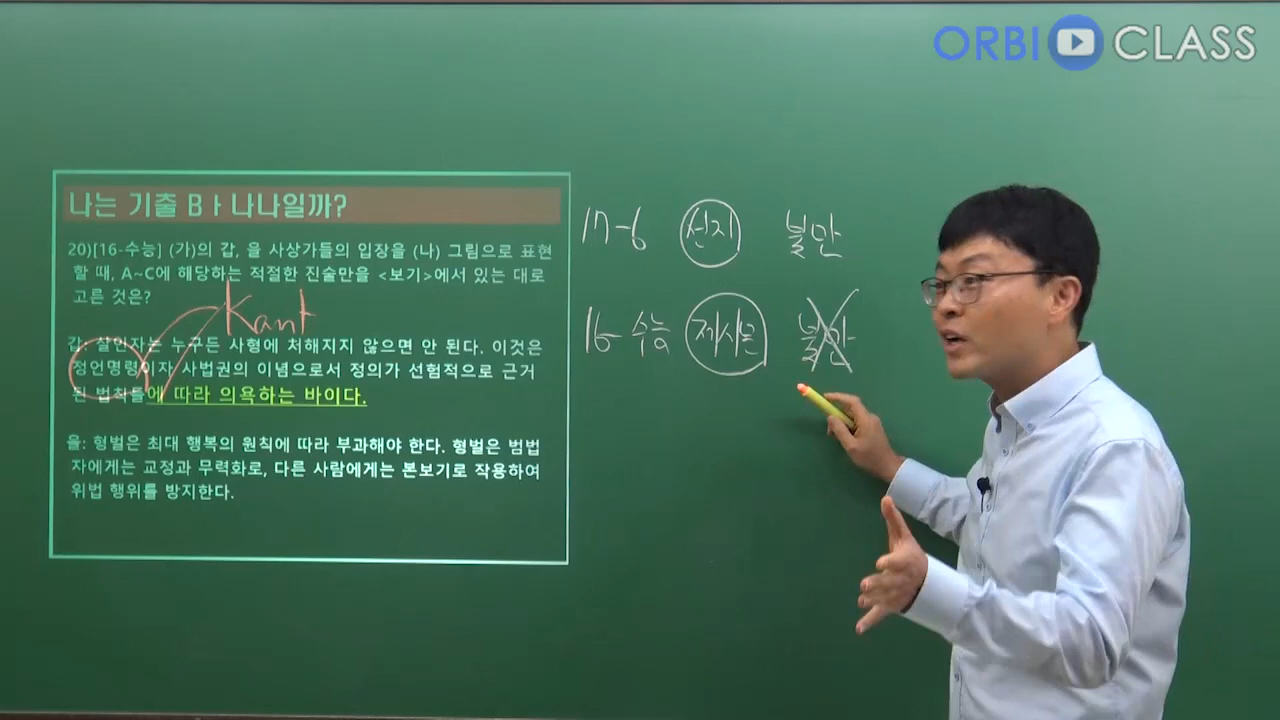 ORBI CLASS
나는 기출 Bㅏ나나일까?
20)[16-수능] (가)의 갑, 을 사상가들의 입장을 (나) 그림으로 표현
할 때, A~C에 해당하는 적절한 진술만을 <보기>에서 있는 대로
고른 것은?
Kant
갑: 살인자는 누구든 사형에 처해지지 않으면 안 된다. 이것은
정언명령이자 사법권의 이념으로서 정의가 선험적으로 근거
된 법칙들에 따라 의욕하는 바이다.
을: 형벌은 최대 행복의 원칙에 따라 부과해야 한다. 형벌은 범법
자에게는 교정과 무력화로, 다른 사람에게는 본보기로 작용하여
위법 행위를 방지한다.
17-6 선지 불만
16-수능 제시문 불만